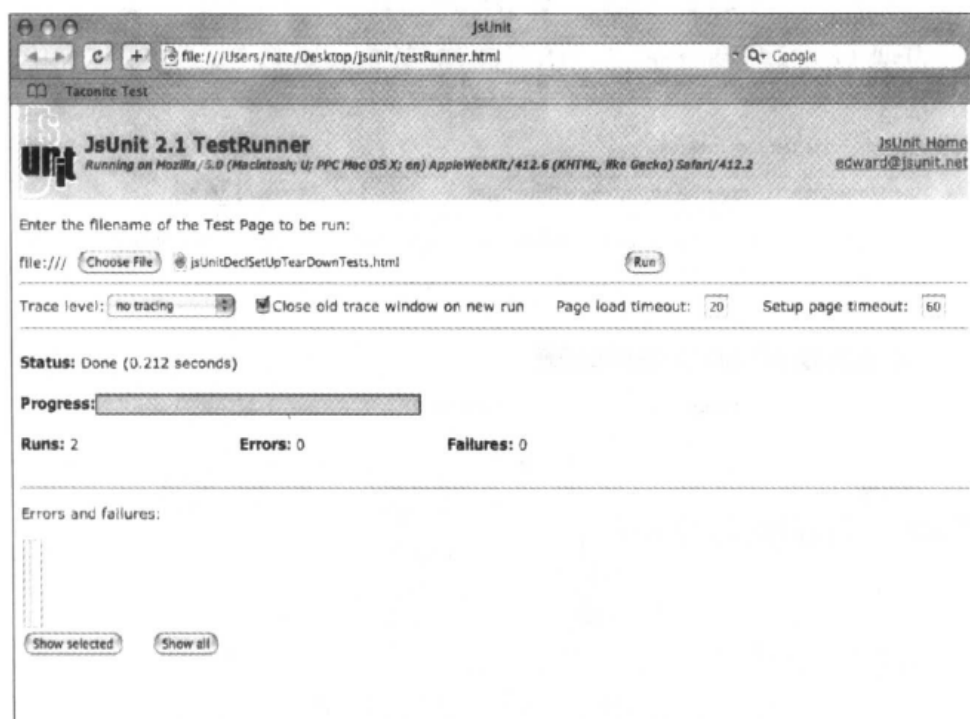 JsUnit
file:///Users/nate/Desktop/jsunit/testRunner.html
Google
Taconite Test
JsUnit 2.1 TestRunner
JsUnit Home
Running on Mozilla/5.0 (Macintosh; U; PPC Mac OS X; en) AppleWebKit/412.6 (KHTML, like Gecko) Safari/412.2
edward@jsunit.net
Enter the filename of the Test Page to be run:
file:/// Choose File jsUnitDeclSetUpTearDownTests.html Run
Trace level: no tracing Close old trace window on new run Page load timeout: 20 Setup page timeout: 60
Status: Done (0.212 seconds)
Progress:
Runs: 2 Errors: 0 Failures: 0
Errors and failures:
Show selected Show all